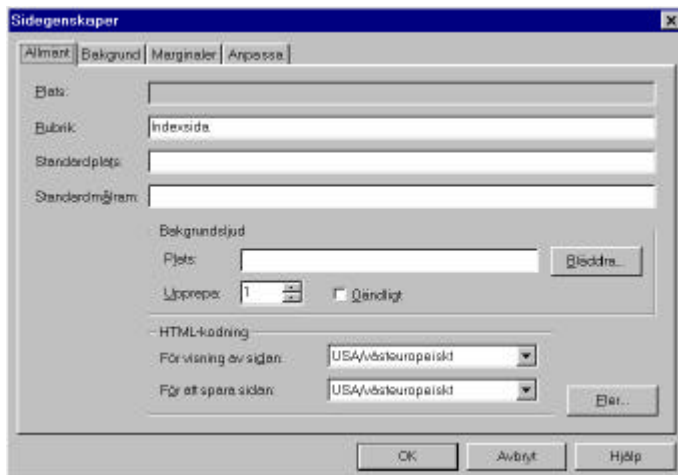 Sidegenskaper
Allmänt Bakgrund Marginaler Anpassa
Plats:
Rubrik: Indexsida
Standardplats:
Standardmålram:
Bakgrundsljud
Plats: Bläddra...
Upprepa: 1 Oändligt
HTML-kodning
För visning av sidan: USA/västeuropeiskt
För att spara sidan: USA/västeuropeiskt
Fler...
OK Avbryt Hjälp